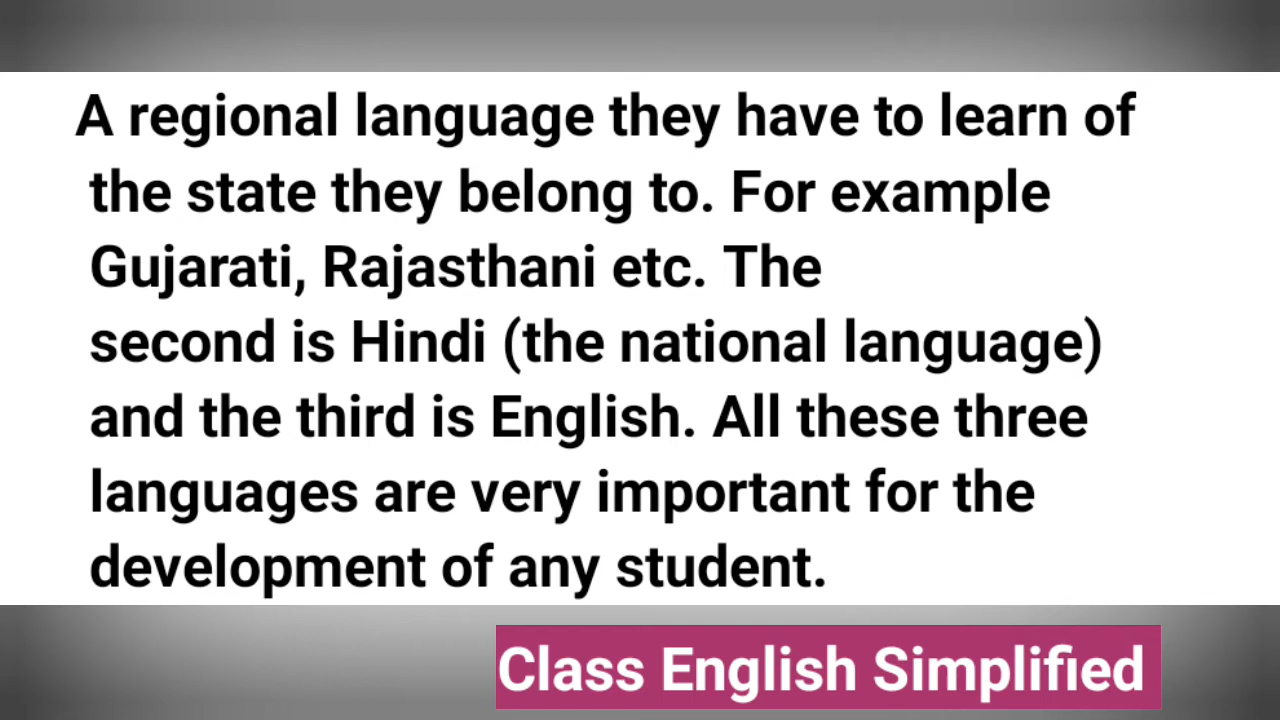 A regional language they have to learn of
the state they belong to. For example
Gujarati, Rajasthani etc. The
second is Hindi (the national language)
and the third is English. All these three
languages are very important for the
development of any student.
Class English Simplified